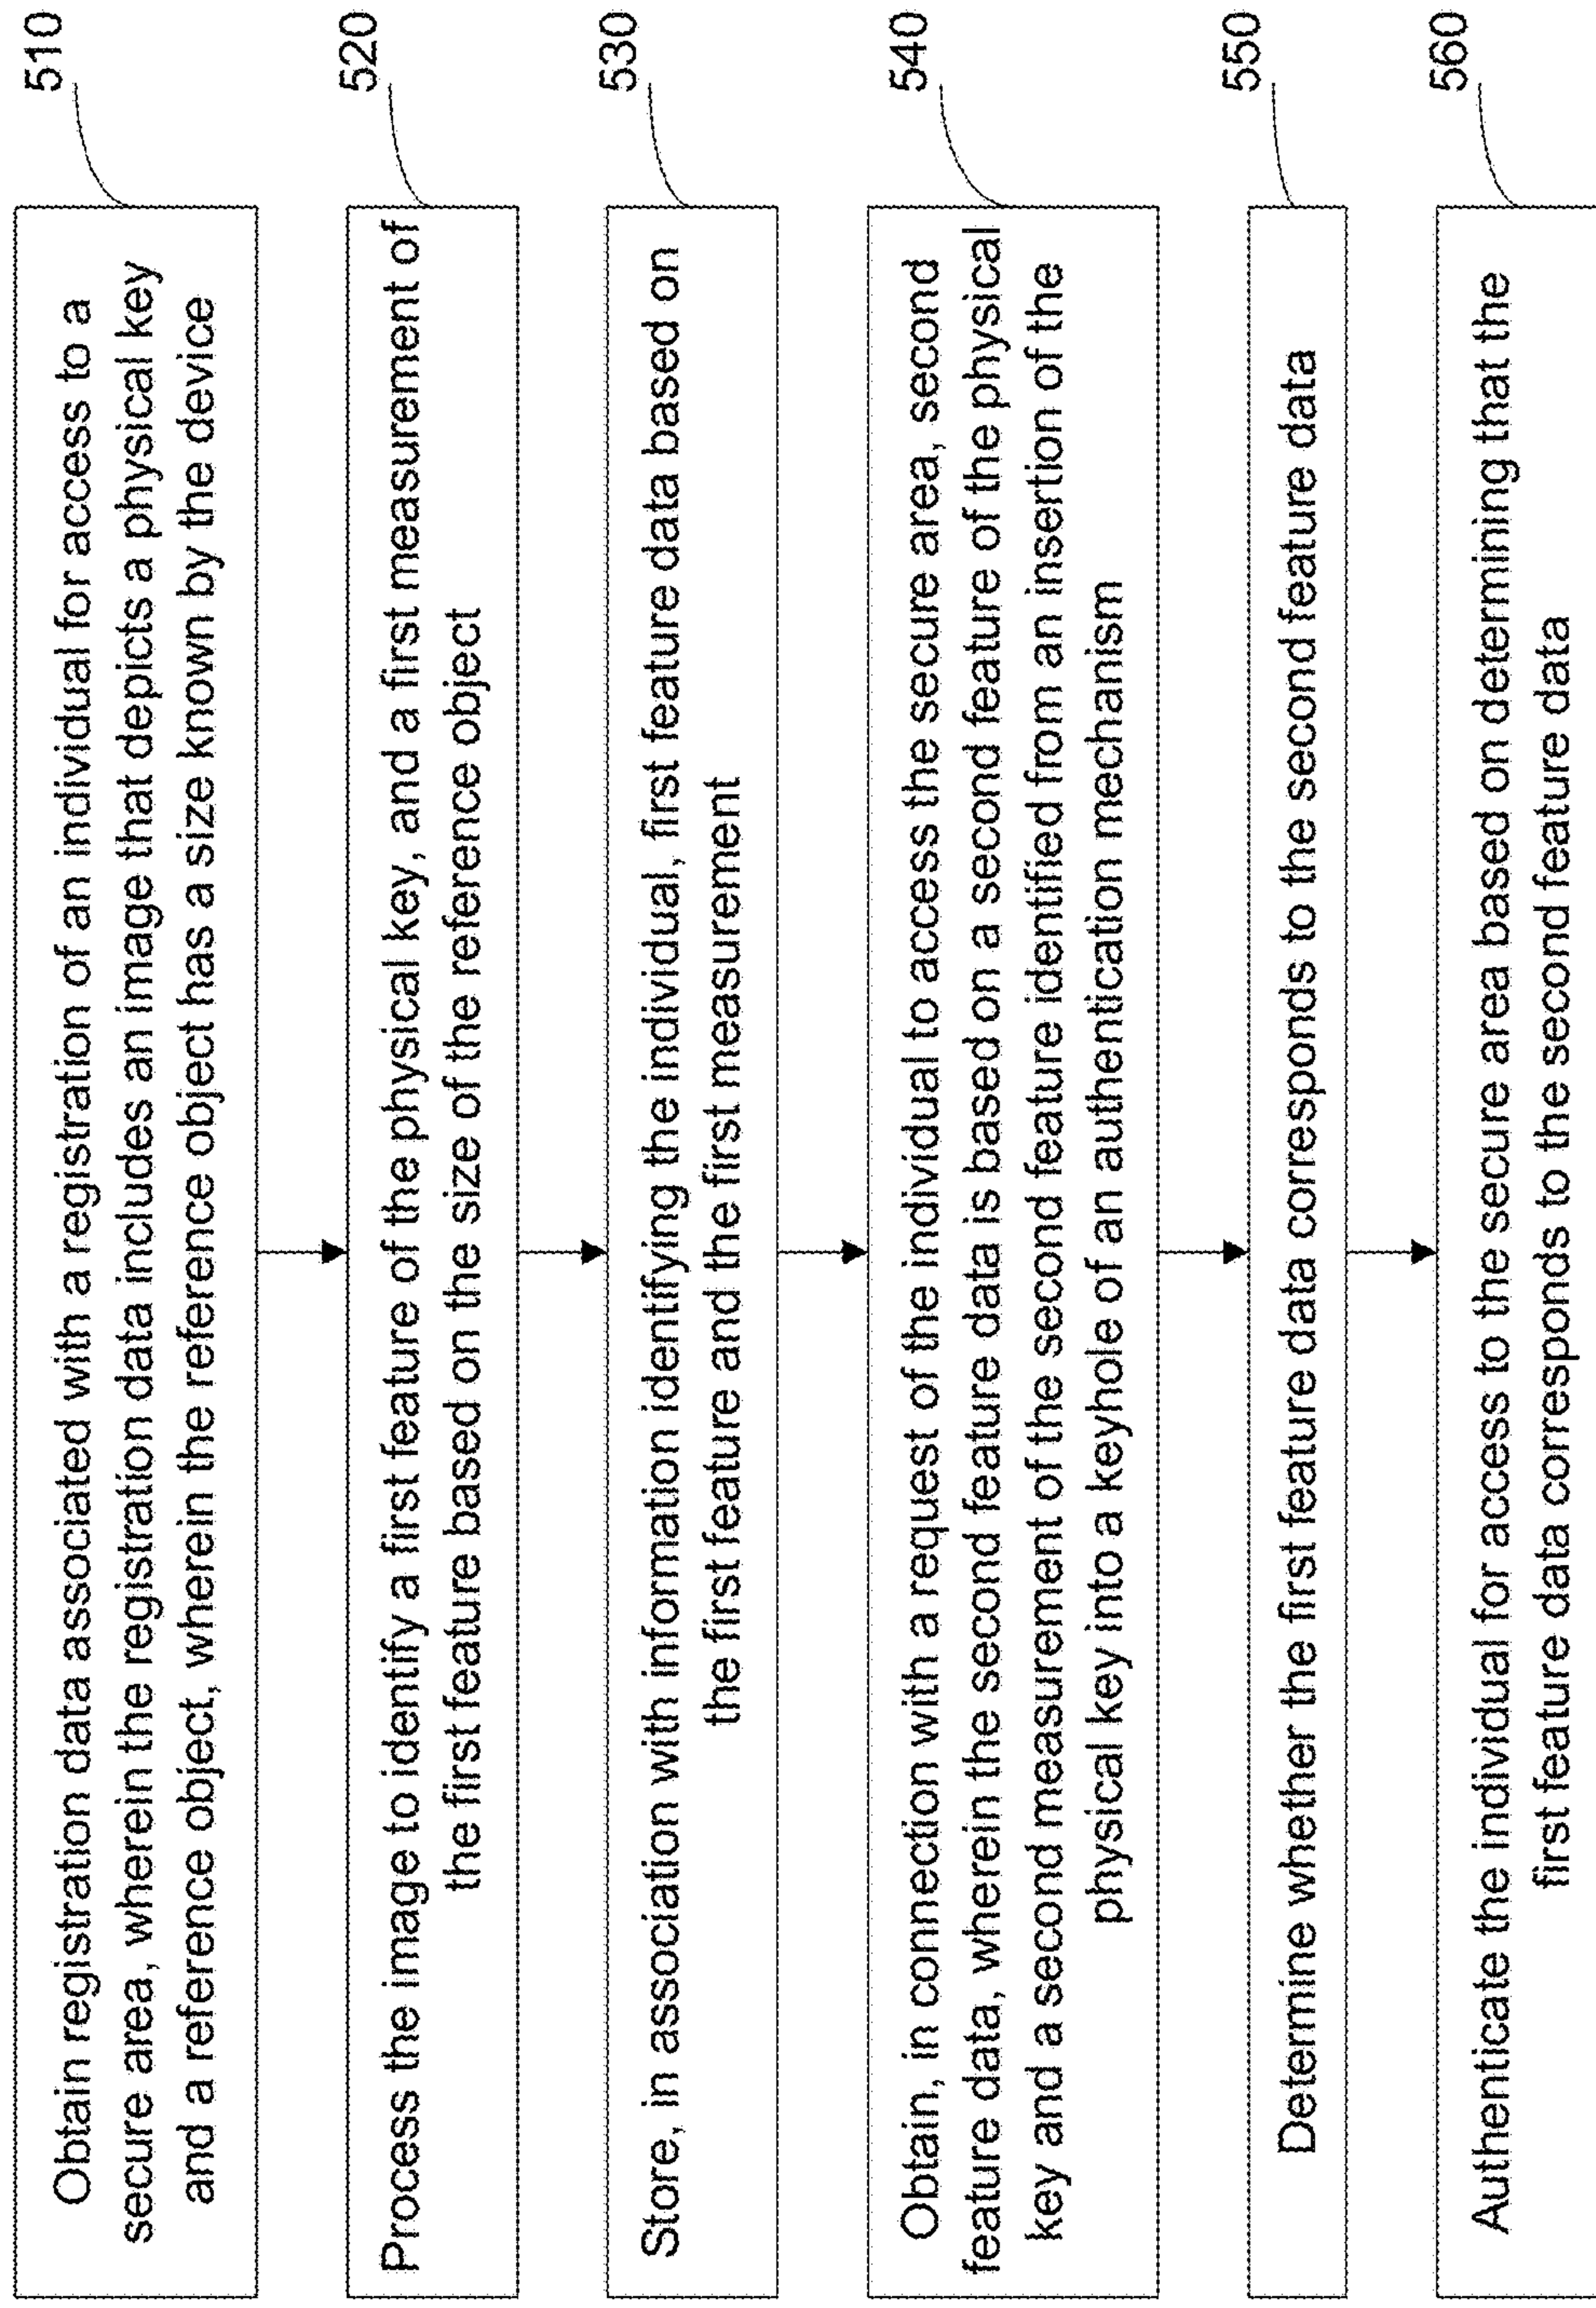 510
Obtain registration data associated with a registration of an individual for access to a
secure area, wherein the registration data includes an image that depicts a physical key
and a reference object, wherein the reference object has a size known by the device
520
Process the image to identify a first feature of the physical key, and a first measurement of
the first feature based on the size of the reference object
530
Store, in association with information identifying the individual, first feature data based on
the first feature and the first measurement
540
Obtain, in connection with a request of the individual to access the secure area, second
feature data, wherein the second feature data is based on a second feature of the physical
key and a second measurement of the second feature identified from an insertion of the
physical key into a keyhole of an authentication mechanism
550
Determine whether the first feature data corresponds to the second feature data
560
Authenticate the individual for access to the secure area based on determining that the
first feature data corresponds to the second feature data